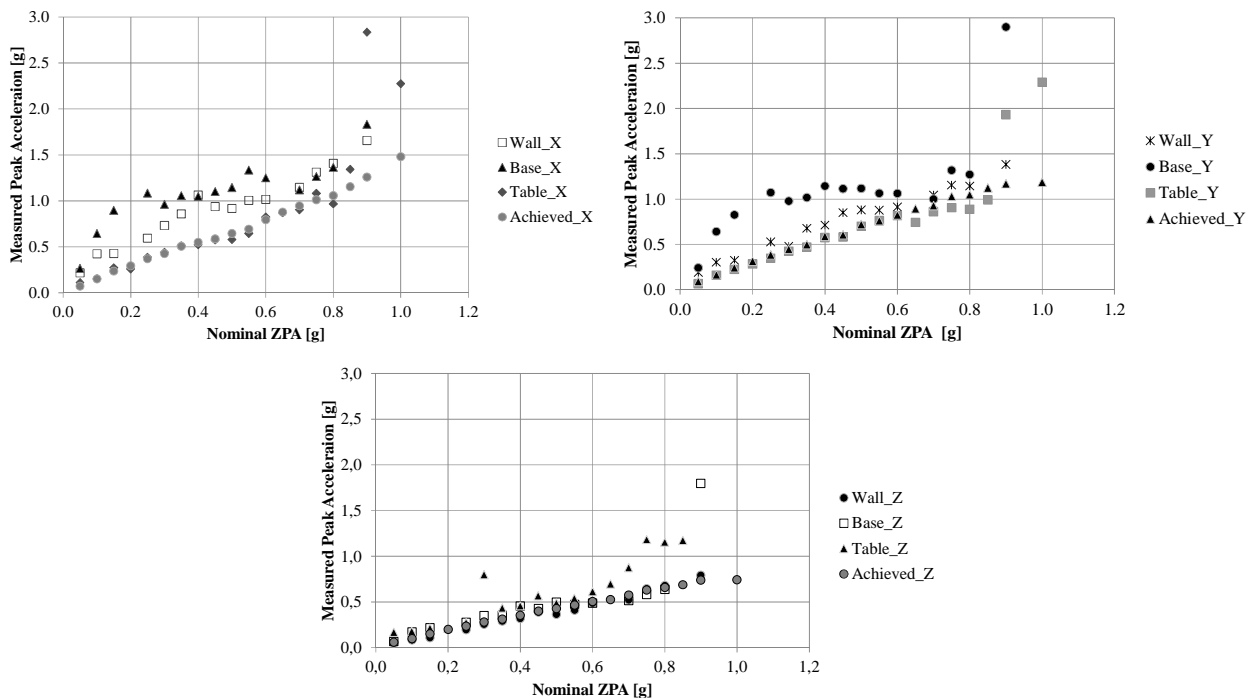 Measured Peak Acceleraion [g]
3.0
2.5
2.0
1.5
1.0
0.5
0.0
0.0 0.2 0.4 0.6 0.8 1.0 1.2
Nominal ZPA [g]
Wall_X
Base_X
Table_X
Achieved_X
Measured Peak Acceleraion [g]
3.0
2.5
2.0
1.5
1.0
0.5
0.0
0.0 0.2 0.4 0.6 0.8 1.0 1.2
Nominal ZPA [g]
Wall_Y
Base_Y
Table_Y
Achieved_Y
Measured Peak Acceleraion [g]
3,0
2,5
2,0
1,5
1,0
0,5
0,0
0,0 0,2 0,4 0,6 0,8 1,0 1,2
Nominal ZPA [g]
Wall_Z
Base_Z
Table_Z
Achieved_Z